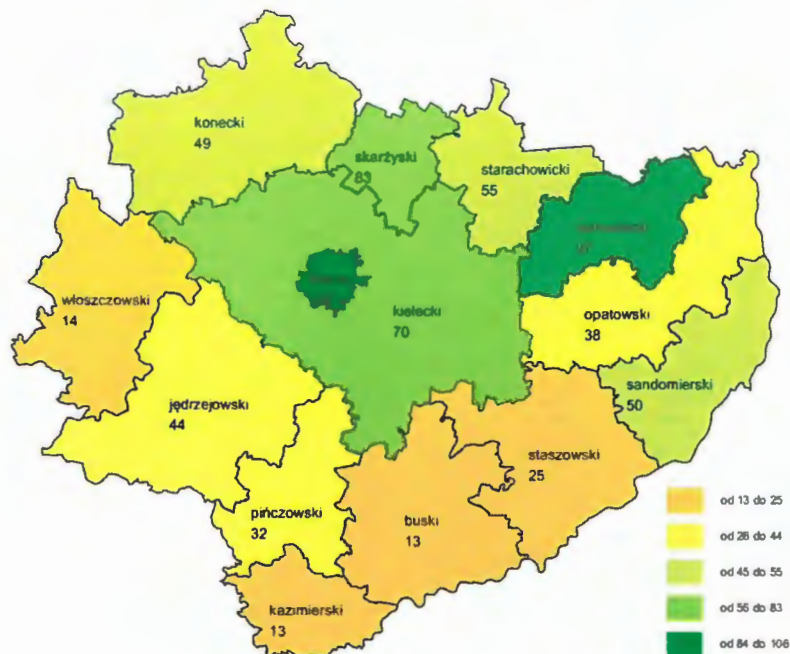 konecki
49
skarżyski
83
starachowicki
55
włoszczowski
14
kielecki
70
opatowski
38
sandomierski
50
jędrzejowski
44
staszowski
25
pińczowski
32
buski
13
kazimierski
13
od 13 do 25
od 26 do 44
od 45 do 55
od 56 do 83
od 84 do 106